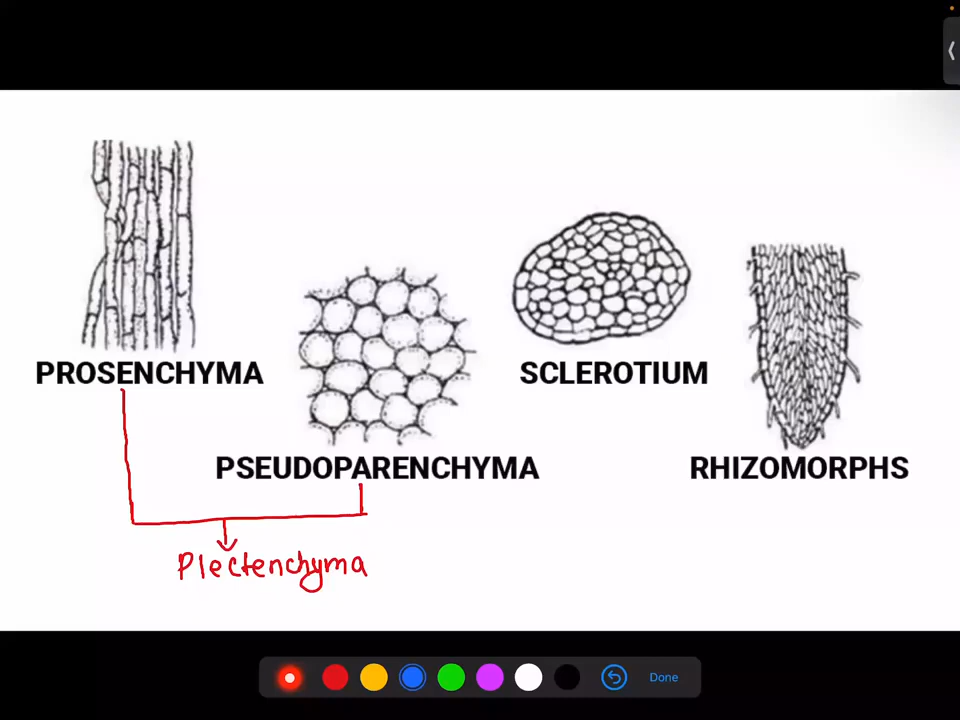 PROSENCHYMA
SCLEROTIUM
PSEUDOPARENCHYMA
RHIZOMORPHS
Plectenchyma
Done